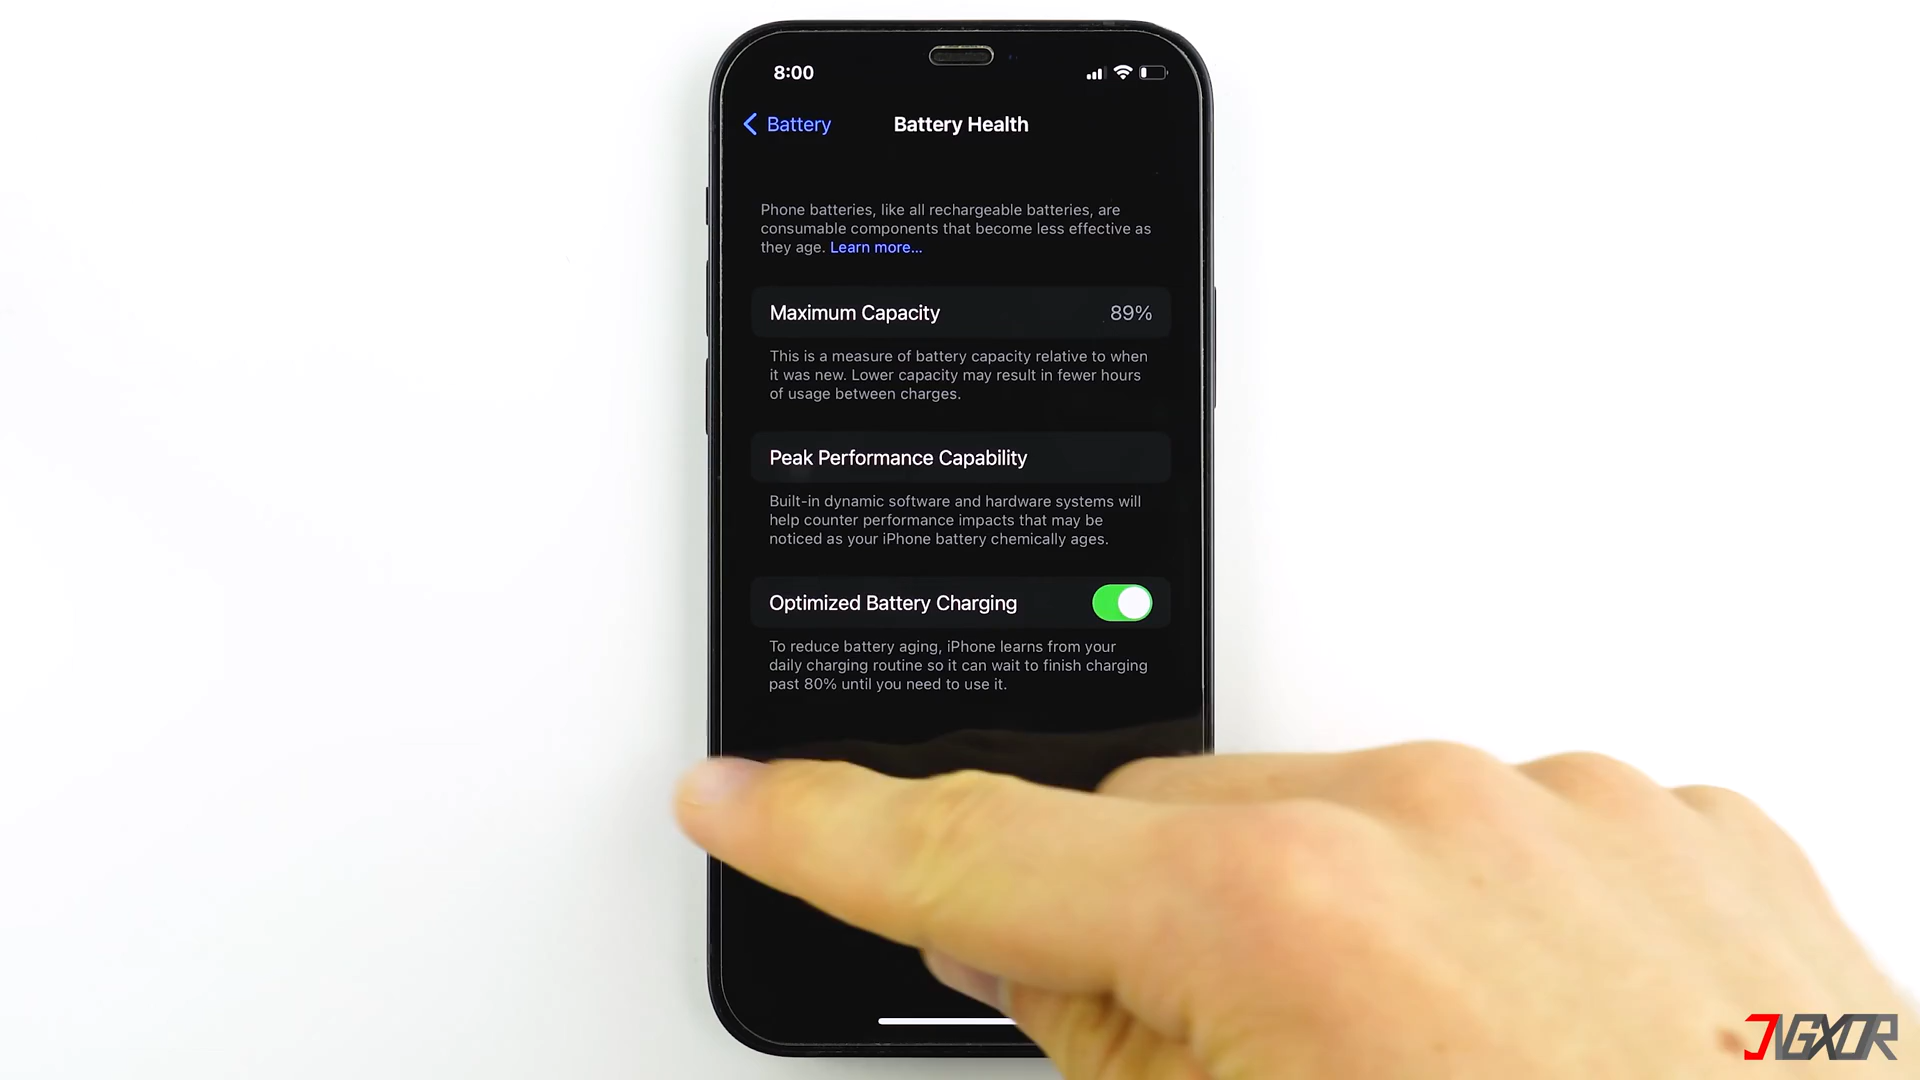 8:00
Battery
Battery Health
Phone batteries, like all rechargeable batteries, are
consumable components that become less effective as
they age. Learn more...
Maximum Capacity 89%
This is a measure of battery capacity relative to when
it was new. Lower capacity may result in fewer hours
of usage between charges.
Peak Performance Capability
Built-in dynamic software and hardware systems will
help counter performance impacts that may be
noticed as your iPhone battery chemically ages.
Optimized Battery Charging
To reduce battery aging, iPhone learns from your
daily charging routine so it can wait to finish charging
past 80% until you need to use it.
JVGXOR